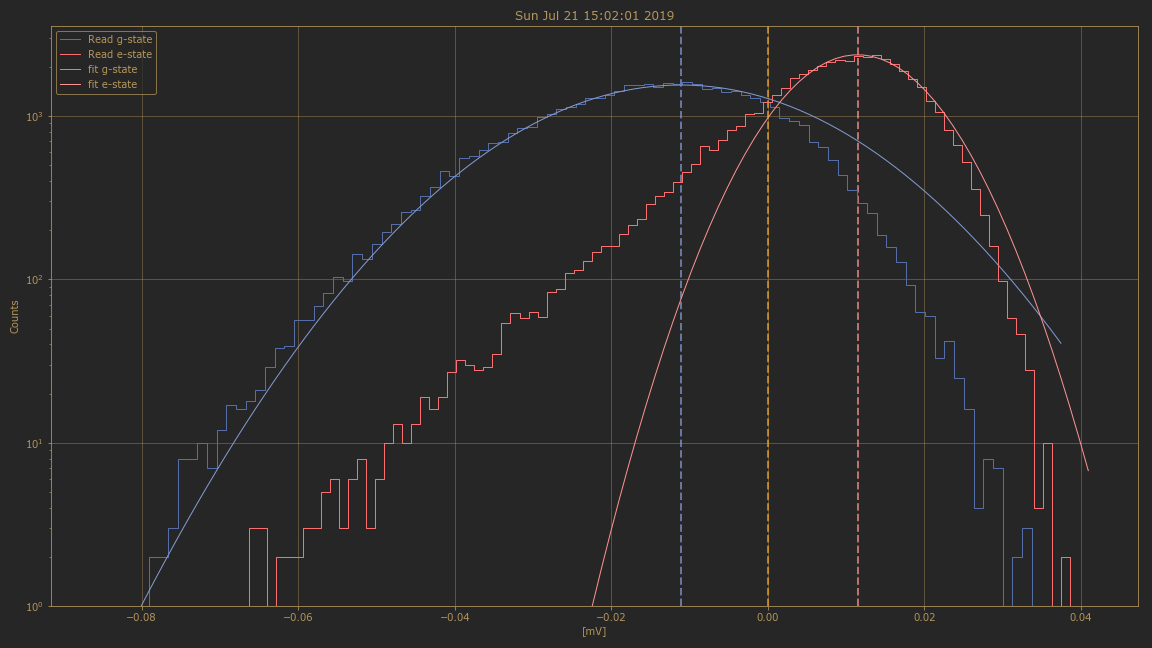 Sun Jul 21 15:02:01 2019
Read g-state
Read e-state
fit g-state
fit e-state
Counts
10³
10²
10¹
10⁰
−0.08
−0.06
−0.04
−0.02
0.00
0.02
0.04
[mV]